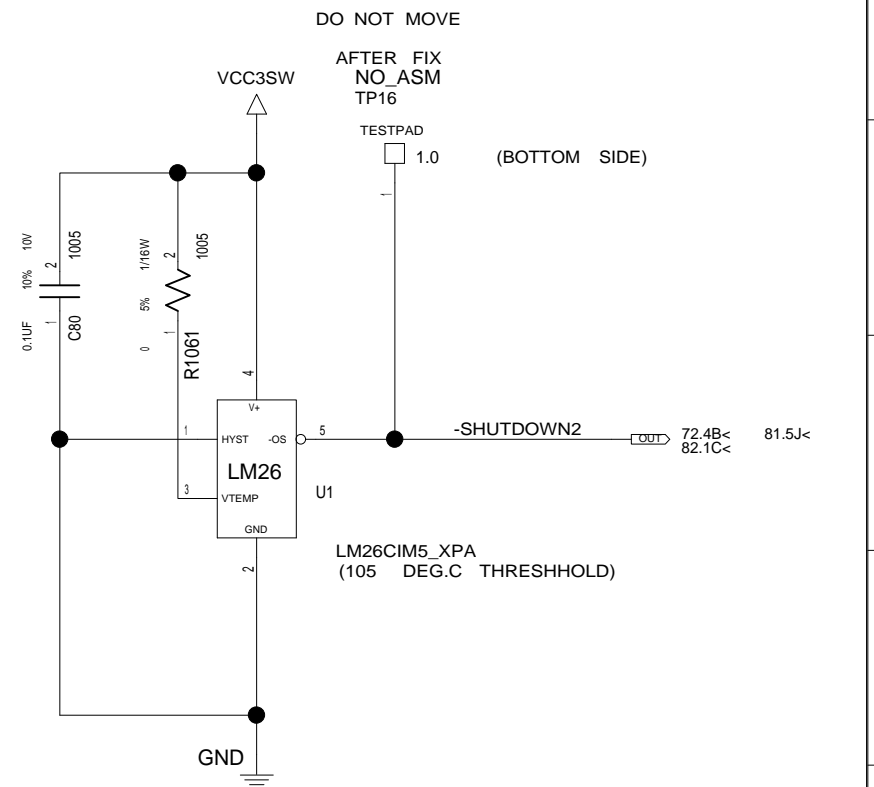 DO NOT MOVE
AFTER FIX
NO_ASM
TP16
VCC3SW
TESTPAD
1.0 (BOTTOM SIDE)
1
0.1UF 10% 10V
1 2
C80 1005
0 5% 1/16W
1 2
R1061 1005
4
V+
1 HYST -OS 5
-SHUTDOWN2 OUT 72.4B< 81.5J<
82.1C<
LM26
3 VTEMP
U1
GND
2
LM26CIM5_XPA
(105 DEG.C THRESHHOLD)
GND